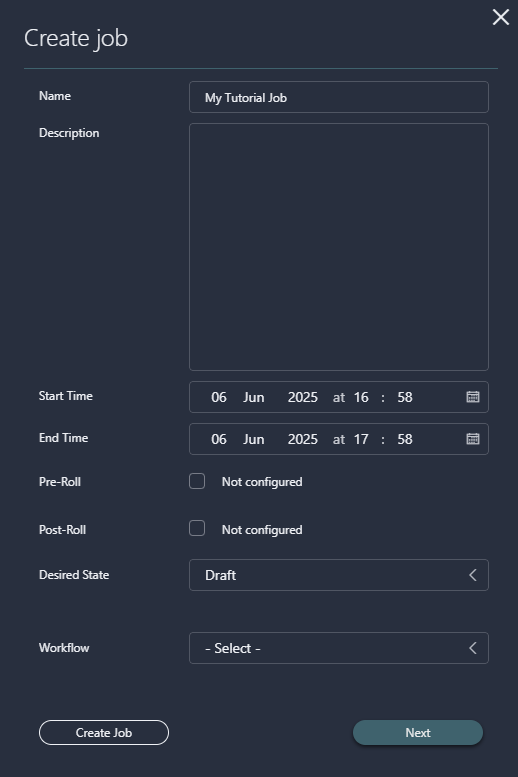 Create job
Name My Tutorial Job
Description
Start Time 06 Jun 2025 at 16 : 58
End Time 06 Jun 2025 at 17 : 58
Pre-Roll Not configured
Post-Roll Not configured
Desired State Draft
Workflow - Select -
Create Job Next